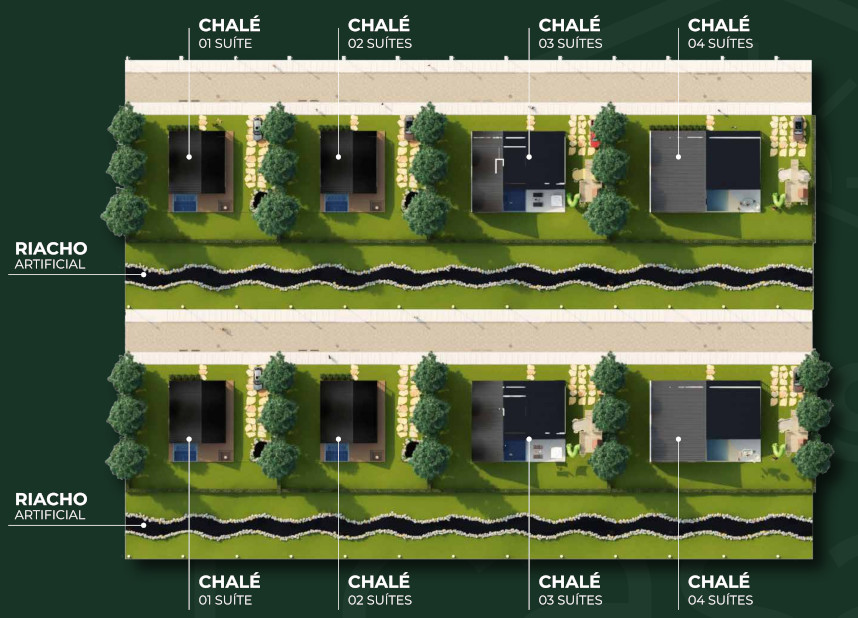 CHALÉ
01 SUÍTE
CHALÉ
02 SUÍTES
CHALÉ
03 SUÍTES
CHALÉ
04 SUÍTES
RIACHO
ARTIFICIAL
RIACHO
ARTIFICIAL
CHALÉ
01 SUÍTE
CHALÉ
02 SUÍTES
CHALÉ
03 SUÍTES
CHALÉ
04 SUÍTES